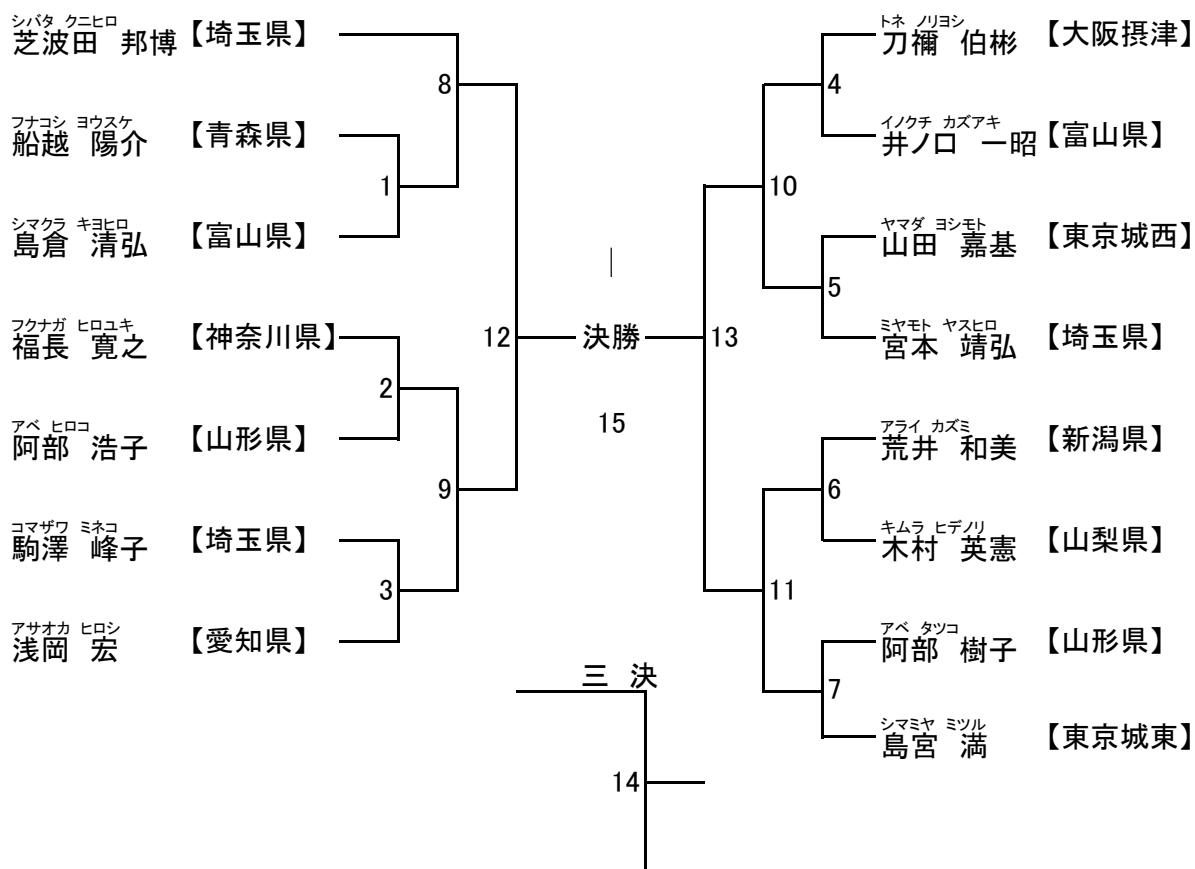 シバタ クニヒロ
芝波田 邦博 【埼玉県】
8
フナコシ ヨウスケ
船越 陽介 【青森県】
1
シマクラ キヨヒロ
島倉 清弘 【富山県】
フクナガ ヒロユキ
福長 寛之 【神奈川県】
2
アベ ヒロコ
阿部 浩子 【山形県】
9
コマザワ ミネコ
駒澤 峰子 【埼玉県】
3
アサオカ ヒロシ
浅岡 宏 【愛知県】
12
決勝
15
13
三 決
14
トネ ノリヨシ
刀禰 伯彬 【大阪摂津】
4
イノクチ カズアキ
井ノ口 一昭 【富山県】
10
ヤマダ ヨシモト
山田 嘉基 【東京城西】
5
ミヤモト ヤスヒロ
宮本 靖弘 【埼玉県】
アライ カズミ
荒井 和美 【新潟県】
6
キムラ ヒデノリ
木村 英憲 【山梨県】
11
アベ タツコ
阿部 樹子 【山形県】
7
シマミヤ ミツル
島宮 満 【東京城東】